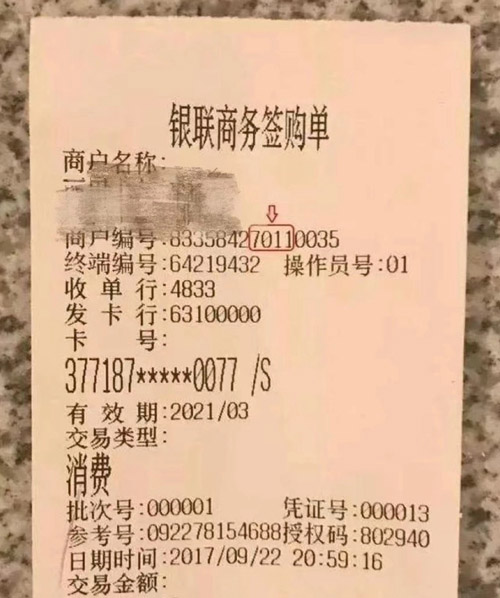 银联商务签购单
商户名称:
商户编号:833584270110035
终端编号:64219432 操作员号:01
收单行:4833
发卡行:63100000
卡 号:
377187*****0077 /S
有效期:2021/03
交易类型:
消费
批次号:000001 凭证号:000013
参考号:092278154688授权码:802940
日期时间:2017/09/22 20:59:16
交易金额: